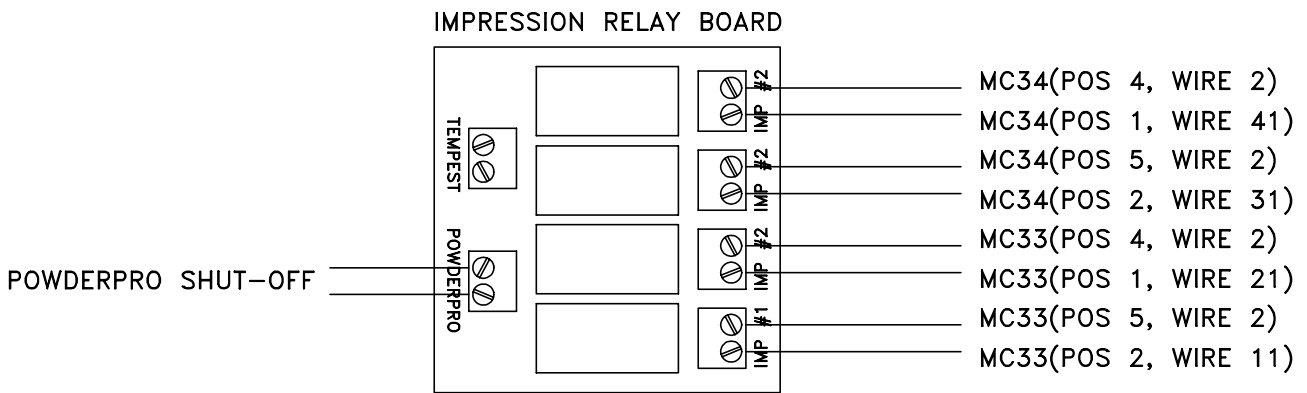 IMPRESSION RELAY BOARD
TEMPEST
POWDERPRO
POWDERPRO SHUT-OFF
IMP #2
IMP #2
IMP #2
IMP #1
MC34(POS 4, WIRE 2)
MC34(POS 1, WIRE 41)
MC34(POS 5, WIRE 2)
MC34(POS 2, WIRE 31)
MC33(POS 4, WIRE 2)
MC33(POS 1, WIRE 21)
MC33(POS 5, WIRE 2)
MC33(POS 2, WIRE 11)